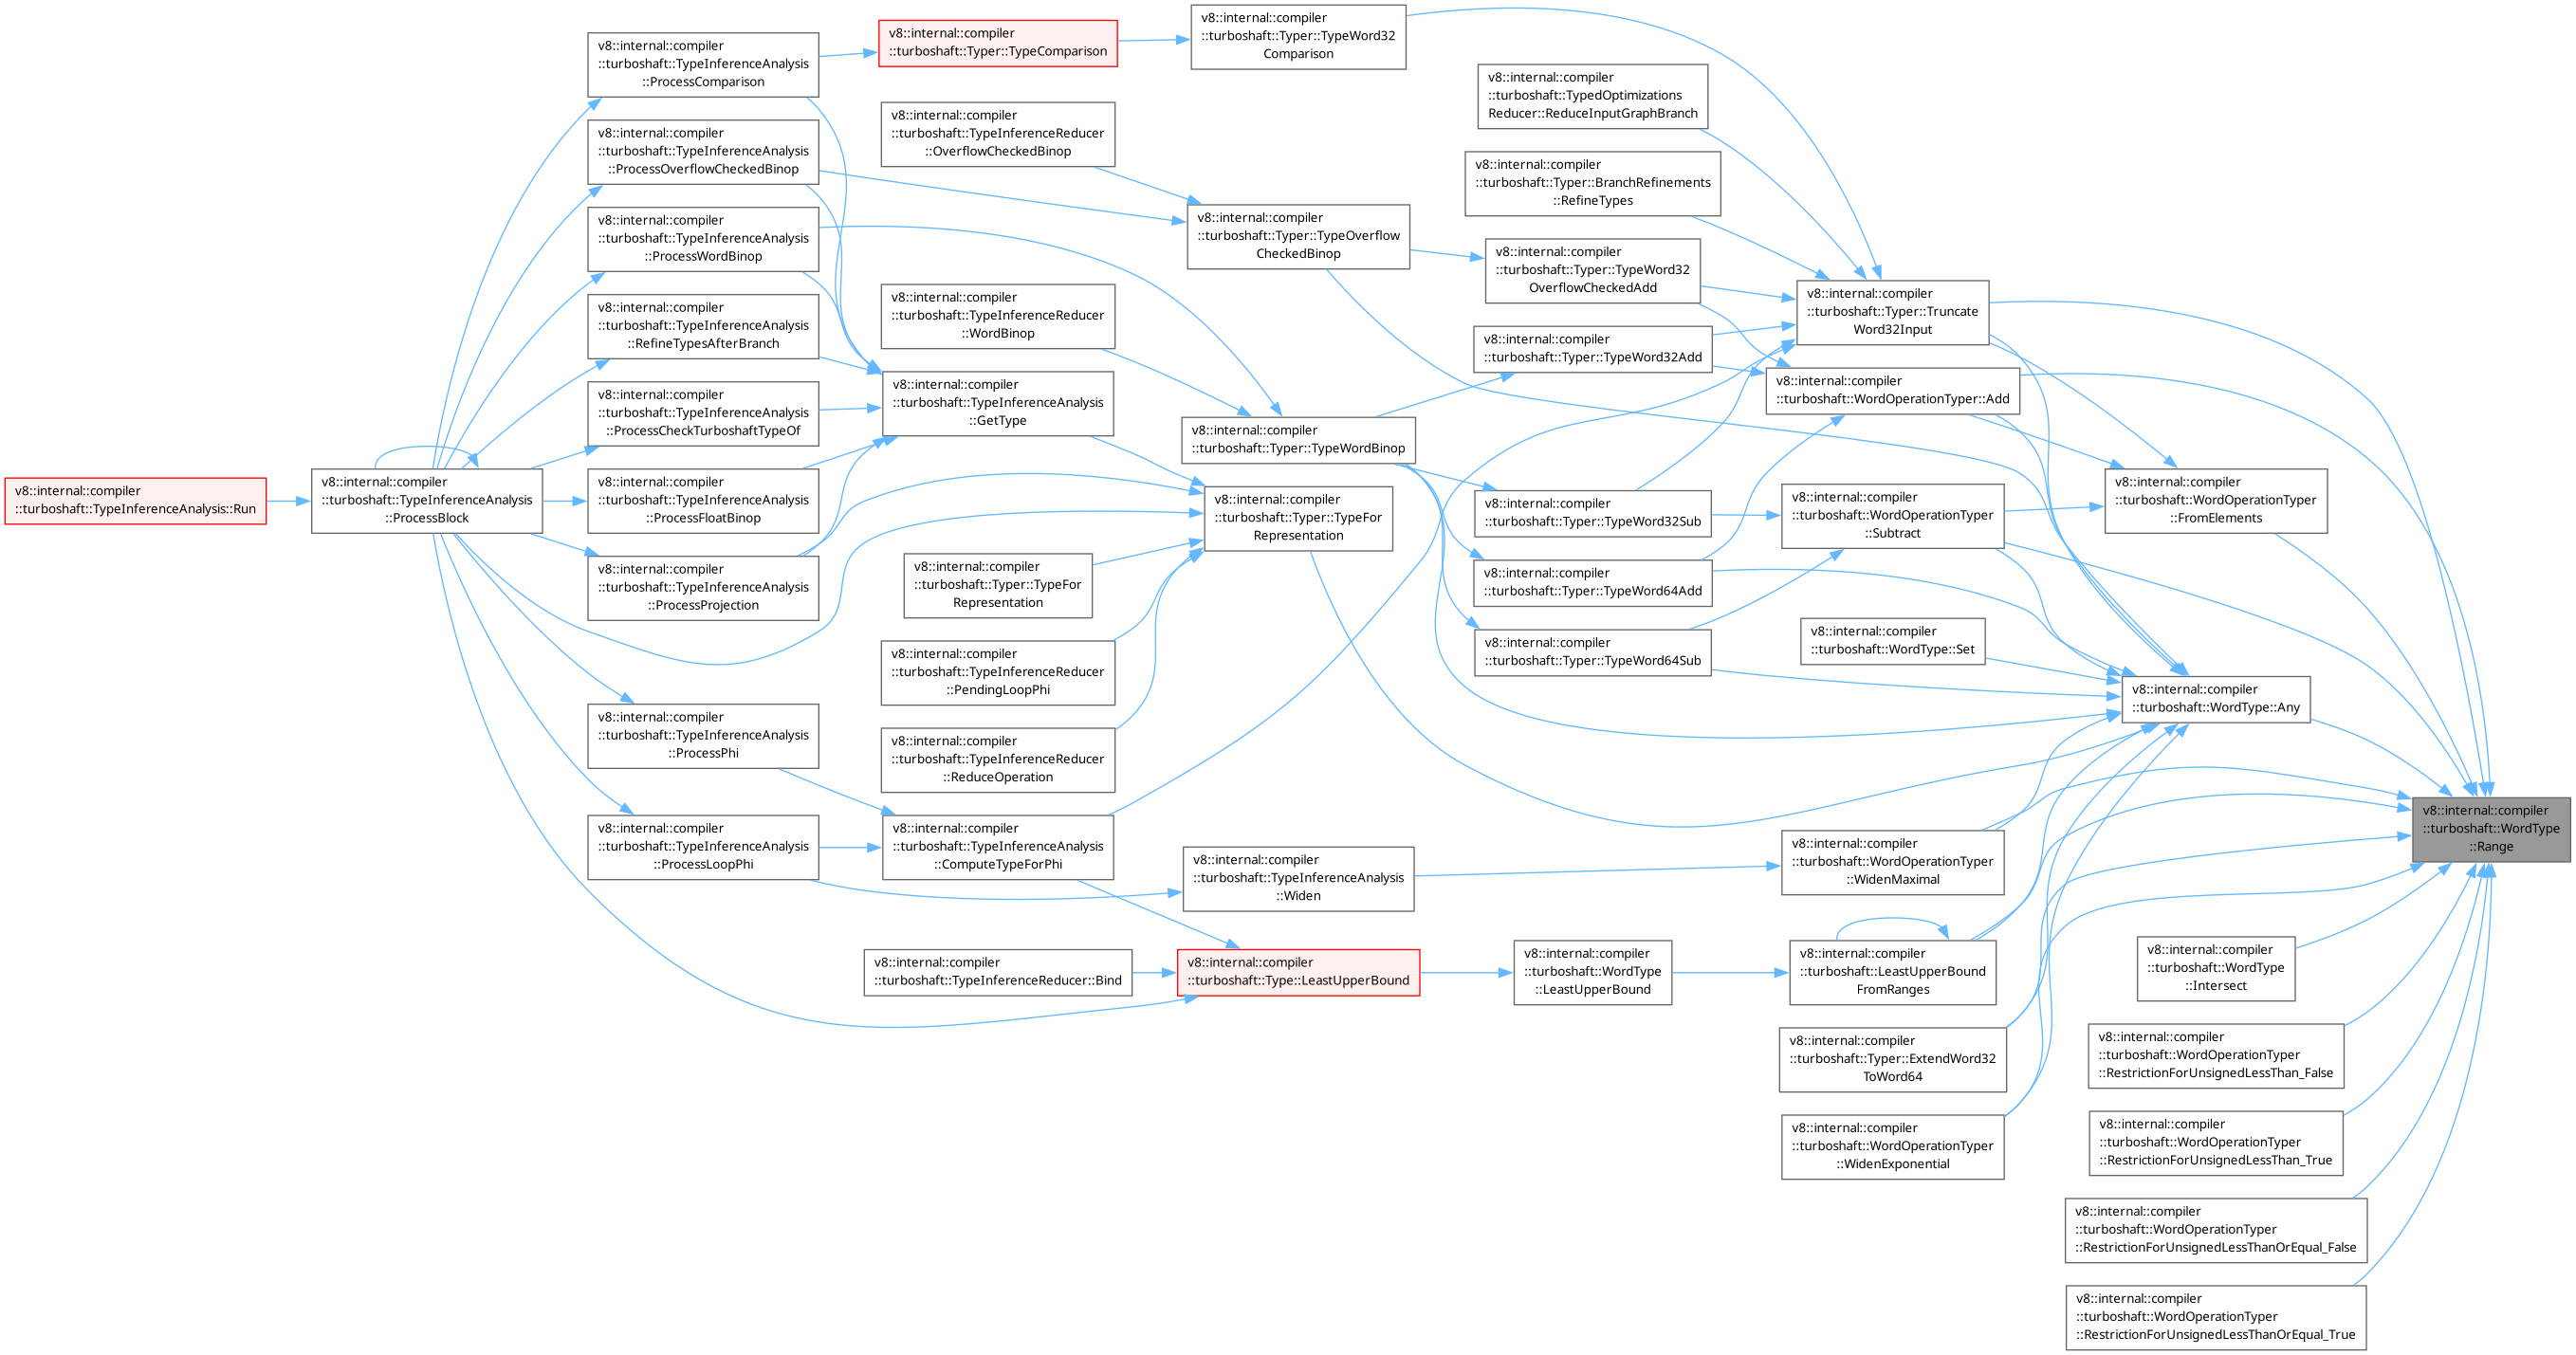 v8::internal::compiler
::turboshaft::TypeInferenceAnalysis::Run
v8::internal::compiler
::turboshaft::TypeInferenceAnalysis
::ProcessBlock
v8::internal::compiler
::turboshaft::TypeInferenceAnalysis
::ProcessComparison
v8::internal::compiler
::turboshaft::TypeInferenceAnalysis
::ProcessOverflowCheckedBinop
v8::internal::compiler
::turboshaft::TypeInferenceAnalysis
::ProcessWordBinop
v8::internal::compiler
::turboshaft::TypeInferenceAnalysis
::RefineTypesAfterBranch
v8::internal::compiler
::turboshaft::TypeInferenceAnalysis
::ProcessCheckTurboshaftTypeOf
v8::internal::compiler
::turboshaft::TypeInferenceAnalysis
::ProcessFloatBinop
v8::internal::compiler
::turboshaft::TypeInferenceAnalysis
::ProcessProjection
v8::internal::compiler
::turboshaft::TypeInferenceAnalysis
::ProcessPhi
v8::internal::compiler
::turboshaft::TypeInferenceAnalysis
::ProcessLoopPhi
v8::internal::compiler
::turboshaft::Typer::TypeComparison
v8::internal::compiler
::turboshaft::TypeInferenceReducer
::OverflowCheckedBinop
v8::internal::compiler
::turboshaft::TypeInferenceReducer
::WordBinop
v8::internal::compiler
::turboshaft::TypeInferenceAnalysis
::GetType
v8::internal::compiler
::turboshaft::Typer::TypeFor
Representation
v8::internal::compiler
::turboshaft::TypeInferenceReducer
::PendingLoopPhi
v8::internal::compiler
::turboshaft::TypeInferenceReducer
::ReduceOperation
v8::internal::compiler
::turboshaft::TypeInferenceAnalysis
::ComputeTypeForPhi
v8::internal::compiler
::turboshaft::TypeInferenceReducer::Bind
v8::internal::compiler
::turboshaft::Typer::TypeWord32
Comparison
v8::internal::compiler
::turboshaft::Typer::TypeOverflow
CheckedBinop
v8::internal::compiler
::turboshaft::Typer::TypeWordBinop
v8::internal::compiler
::turboshaft::Typer::TypeFor
Representation
v8::internal::compiler
::turboshaft::TypeInferenceAnalysis
::Widen
v8::internal::compiler
::turboshaft::Type::LeastUpperBound
v8::internal::compiler
::turboshaft::TypedOptimizations
Reducer::ReduceInputGraphBranch
v8::internal::compiler
::turboshaft::Typer::BranchRefinements
::RefineTypes
v8::internal::compiler
::turboshaft::Typer::TypeWord32
OverflowCheckedAdd
v8::internal::compiler
::turboshaft::Typer::TypeWord32Add
v8::internal::compiler
::turboshaft::Typer::TypeWord32Sub
v8::internal::compiler
::turboshaft::Typer::TypeWord64Add
v8::internal::compiler
::turboshaft::Typer::TypeWord64Sub
v8::internal::compiler
::turboshaft::WordType
::LeastUpperBound
v8::internal::compiler
::turboshaft::Typer::Truncate
Word32Input
v8::internal::compiler
::turboshaft::WordOperationTyper::Add
v8::internal::compiler
::turboshaft::WordOperationTyper
::Subtract
v8::internal::compiler
::turboshaft::WordType::Set
v8::internal::compiler
::turboshaft::WordOperationTyper
::WidenMaximal
v8::internal::compiler
::turboshaft::LeastUpperBound
FromRanges
v8::internal::compiler
::turboshaft::Typer::ExtendWord32
ToWord64
v8::internal::compiler
::turboshaft::WordOperationTyper
::WidenExponential
v8::internal::compiler
::turboshaft::WordOperationTyper
::FromElements
v8::internal::compiler
::turboshaft::WordType::Any
v8::internal::compiler
::turboshaft::WordType
::Intersect
v8::internal::compiler
::turboshaft::WordOperationTyper
::RestrictionForUnsignedLessThan_False
v8::internal::compiler
::turboshaft::WordOperationTyper
::RestrictionForUnsignedLessThan_True
v8::internal::compiler
::turboshaft::WordOperationTyper
::RestrictionForUnsignedLessThanOrEqual_False
v8::internal::compiler
::turboshaft::WordOperationTyper
::RestrictionForUnsignedLessThanOrEqual_True
v8::internal::compiler
::turboshaft::WordType
::Range